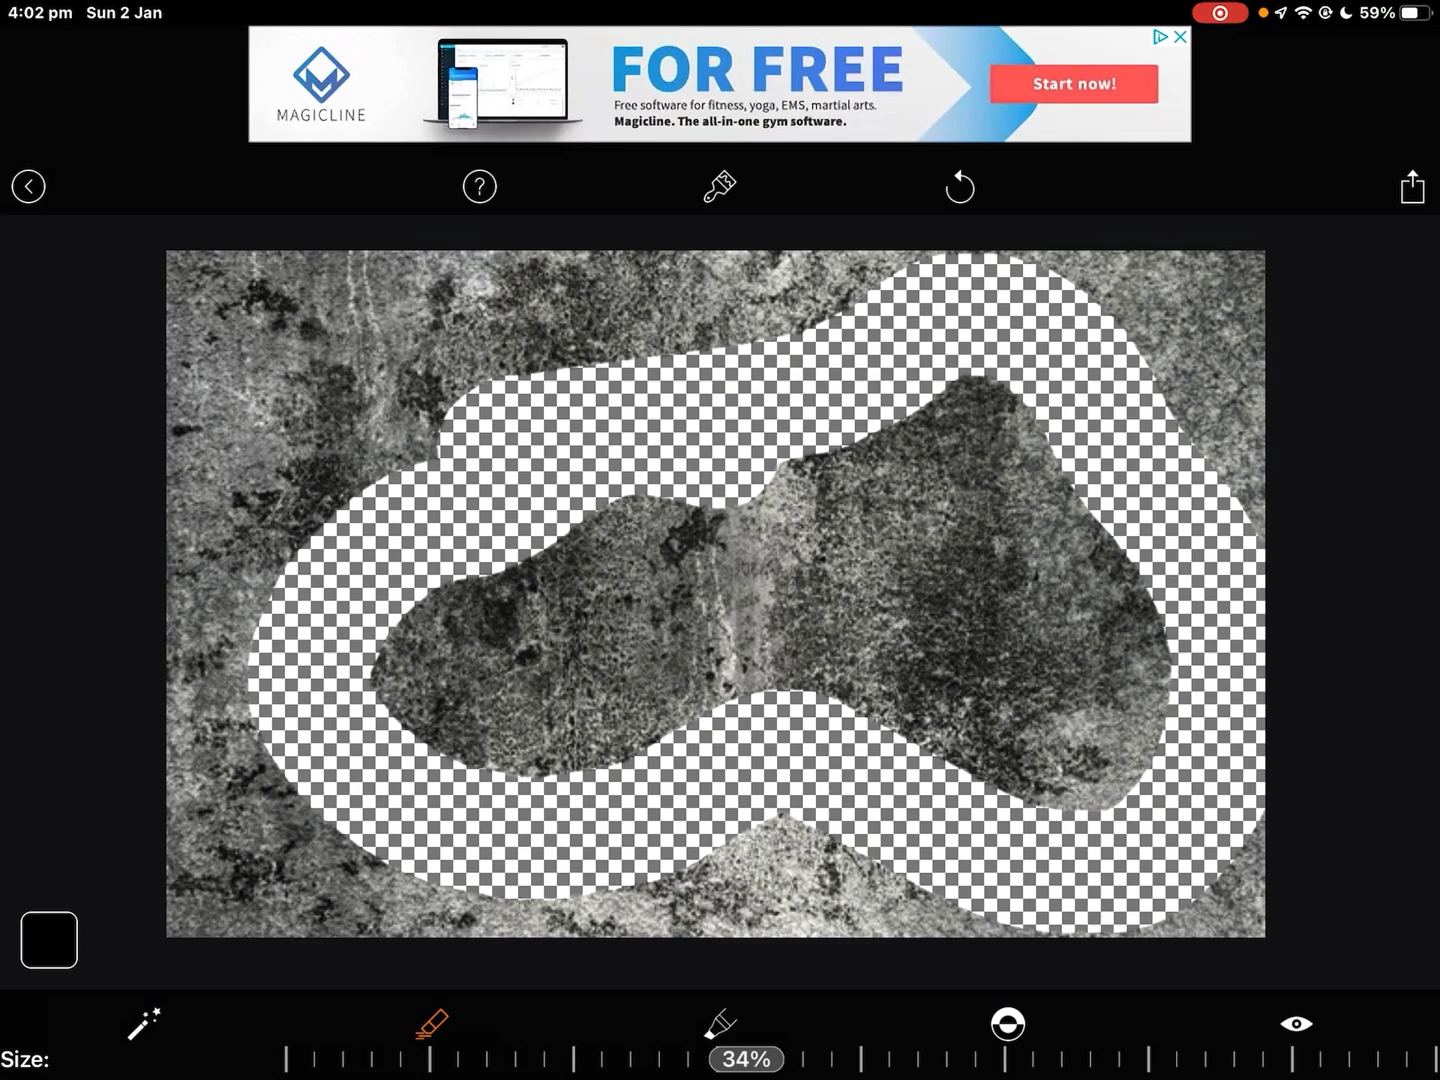 4:02 pm Sun 2 Jan
59%
MAGICLINE
FOR FREE
Free software for fitness, yoga, EMS, martial arts.
Magicline. The all-in-one gym software.
Start now!
?
Size:
34%